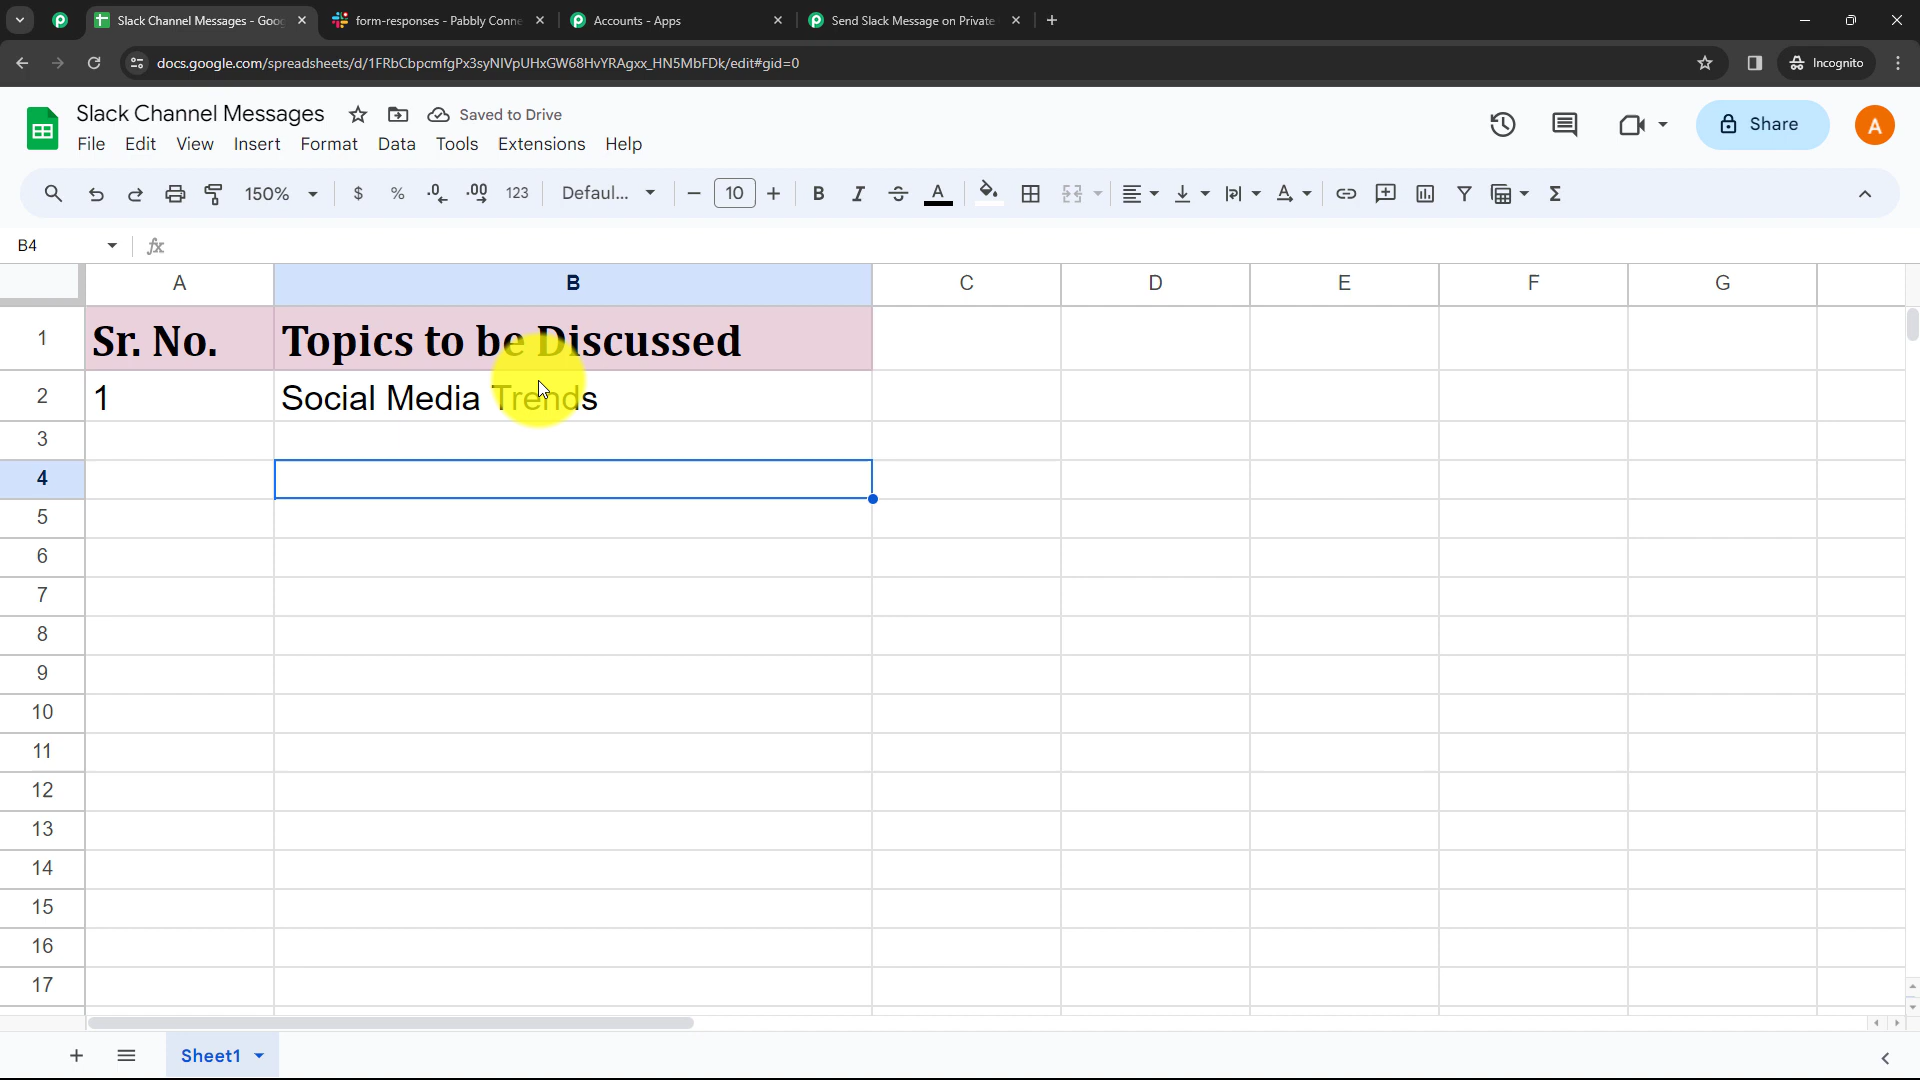 Slack Channel Messages - Goog
form-responses - Pabbly Conne
Accounts - Apps
Send Slack Message on Private
docs.google.com/spreadsheets/d/1FRbCbpcmfgPx3syNIVpUHxGW68HvYRAgxx_HN5MbFDk/edit#gid=0
Incognito
Slack Channel Messages
Saved to Drive
File Edit View Insert Format Data Tools Extensions Help
Share
A
150% $ % .0 .00 123 Defaul... 10 B I A
B4
fx
A B C D E F G
1 Sr. No. Topics to be Discussed
2 1 Social Media Trends
3
4
5
6
7
8
9
10
11
12
13
14
15
16
17
Sheet1